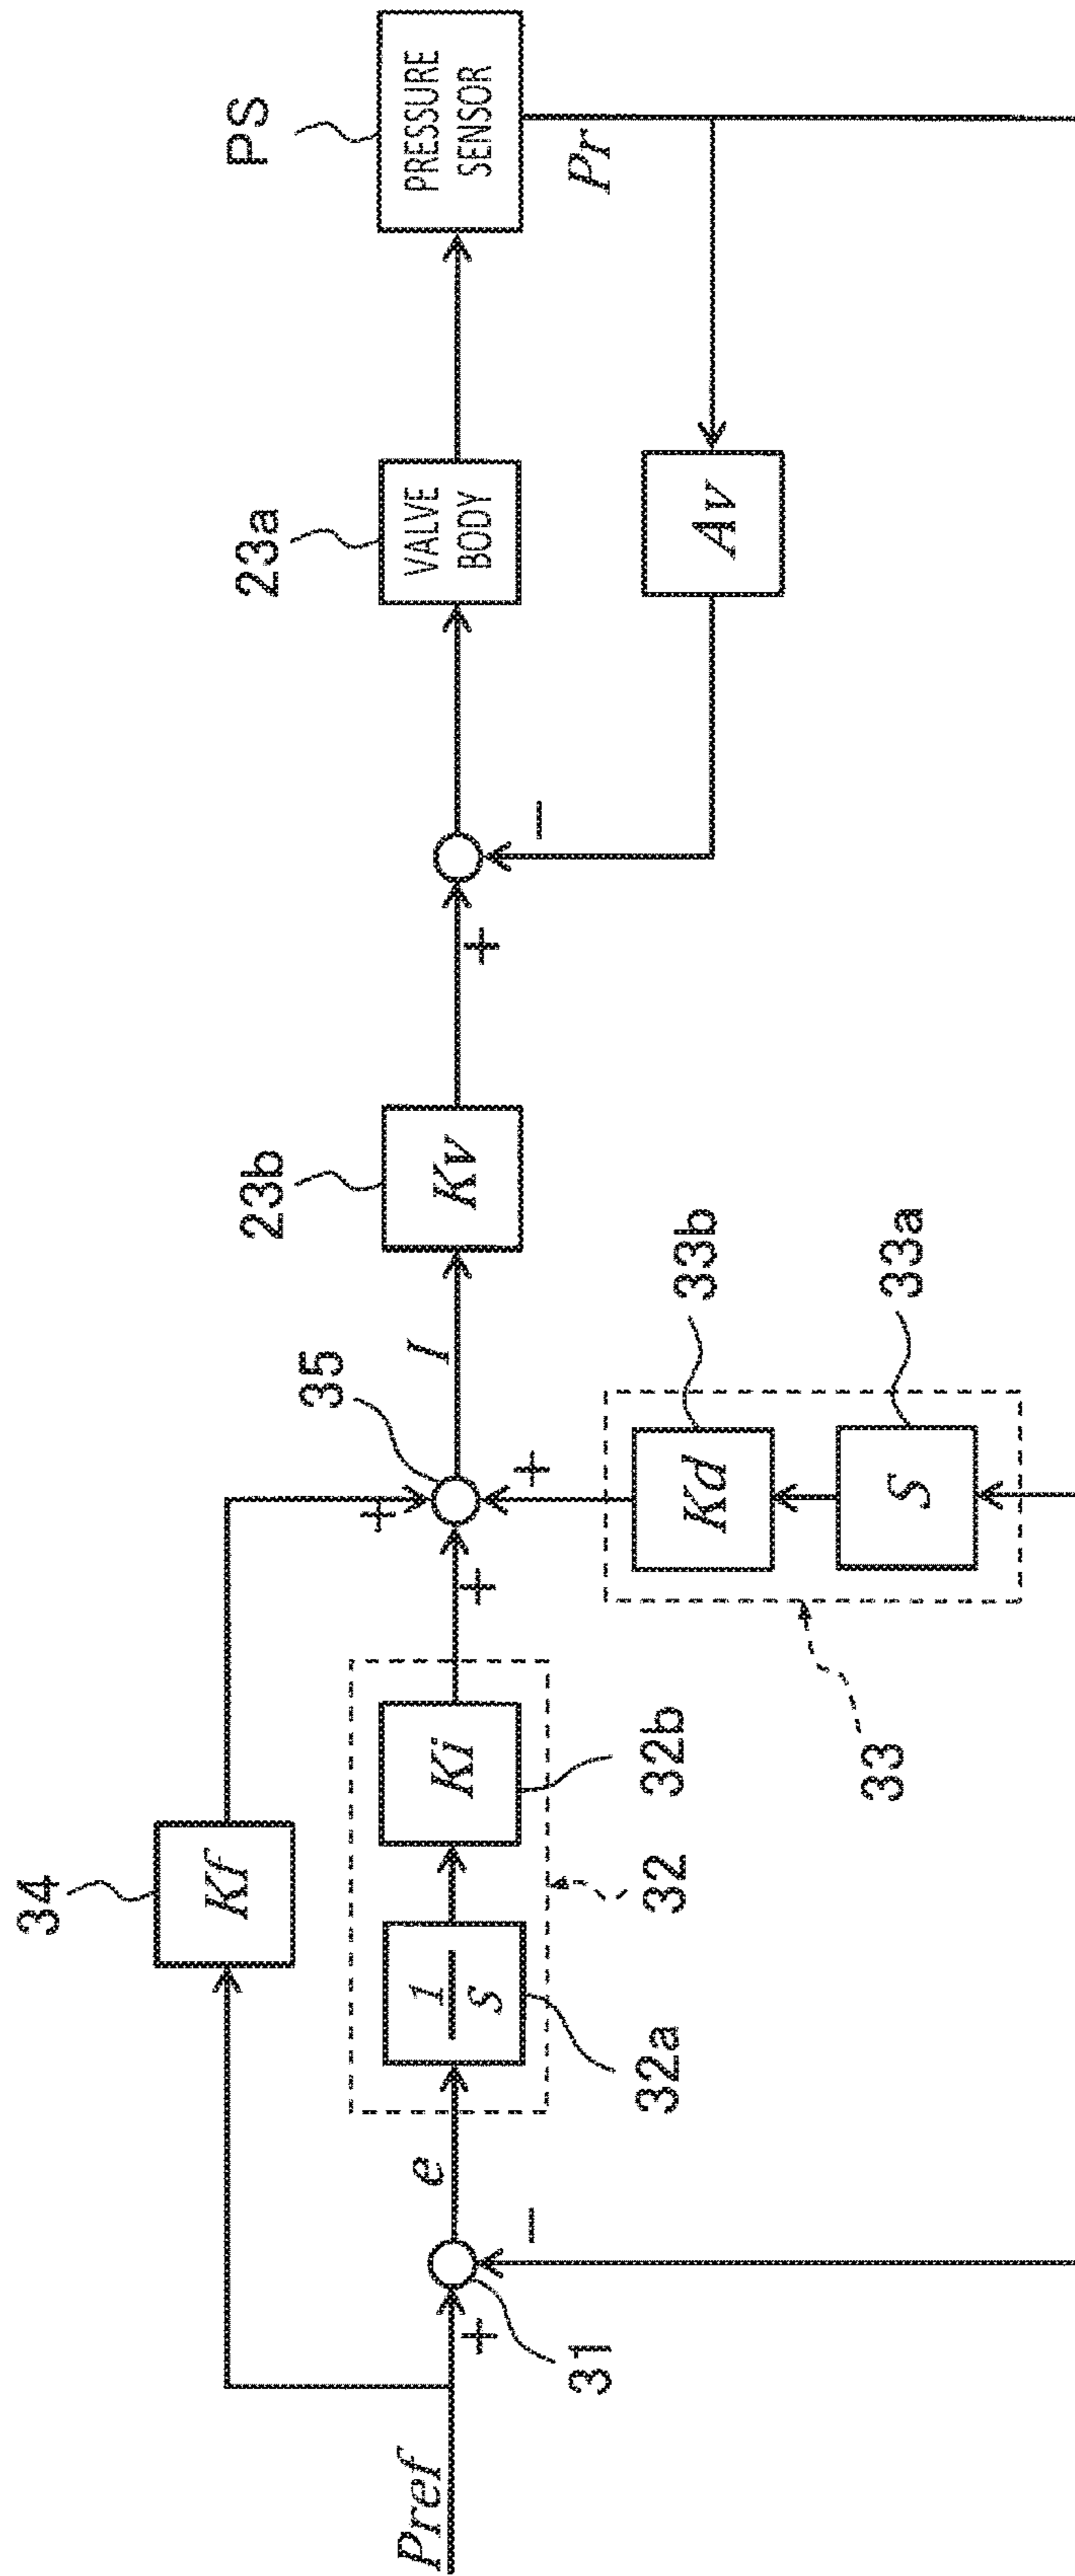 34
Kf
35
23b
23a
PS
Pref
+
31
−
e
1
s
32a
Ki
32b
32
+
+
+
I
Kv
+
−
VALVE
BODY
PRESSURE
SENSOR
Pr
Av
Kd
33b
S
33a
33